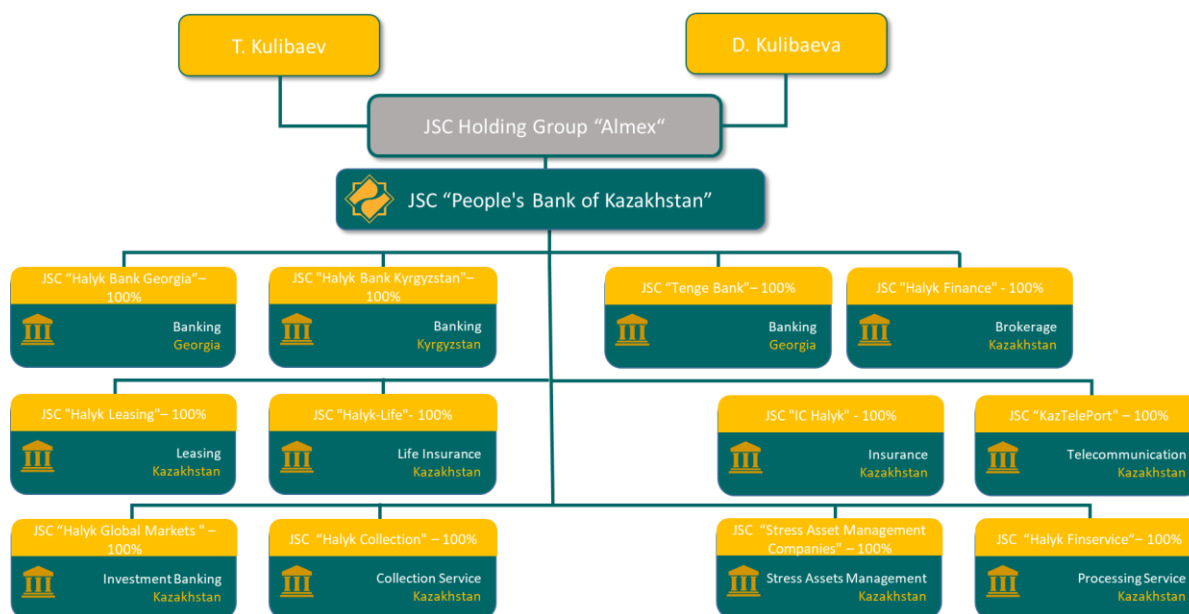 T. Kulibaev
D. Kulibaeva
JSC Holding Group “Almex“
JSC “People's Bank of Kazakhstan”
JSC “Halyk Bank Georgia”–
100%
Banking
Georgia
JSC "Halyk Bank Kyrgyzstan"–
100%
Banking
Kyrgyzstan
JSC “Tenge Bank”– 100%
Banking
Georgia
JSC "Halyk Finance" - 100%
Brokerage
Kazakhstan
JSC "Halyk Leasing"– 100%
Leasing
Kazakhstan
JSC "Halyk-Life"- 100%
Life Insurance
Kazakhstan
JSC "IC Halyk" - 100%
Insurance
Kazakhstan
JSC “KazTelePort” – 100%
Telecommunication
Kazakhstan
JSC “Halyk Global Markets " –
100%
Investment Banking
Kazakhstan
JSC “Halyk Collection” – 100%
Collection Service
Kazakhstan
JSC “Stress Asset Management
Companies" – 100%
Stress Assets Management
Kazakhstan
JSC “Halyk Finservice“– 100%
Processing Service
Kazakhstan